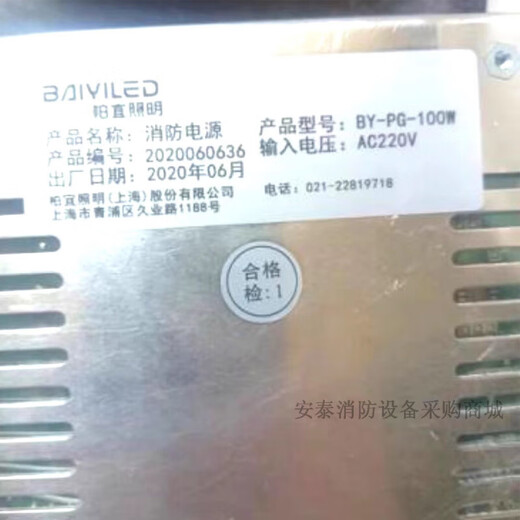 BAIYILED
柏宜照明
产品名称：消防电源
产品型号：BY-PG-100W
产品编号：2020060636
输入电压：AC220V
出厂日期：2020年06月
柏宜照明(上海)股份有限公司
电话：021-22819718
上海市青浦区久业路1188号
合格
检:1
安泰消防设备采购商城